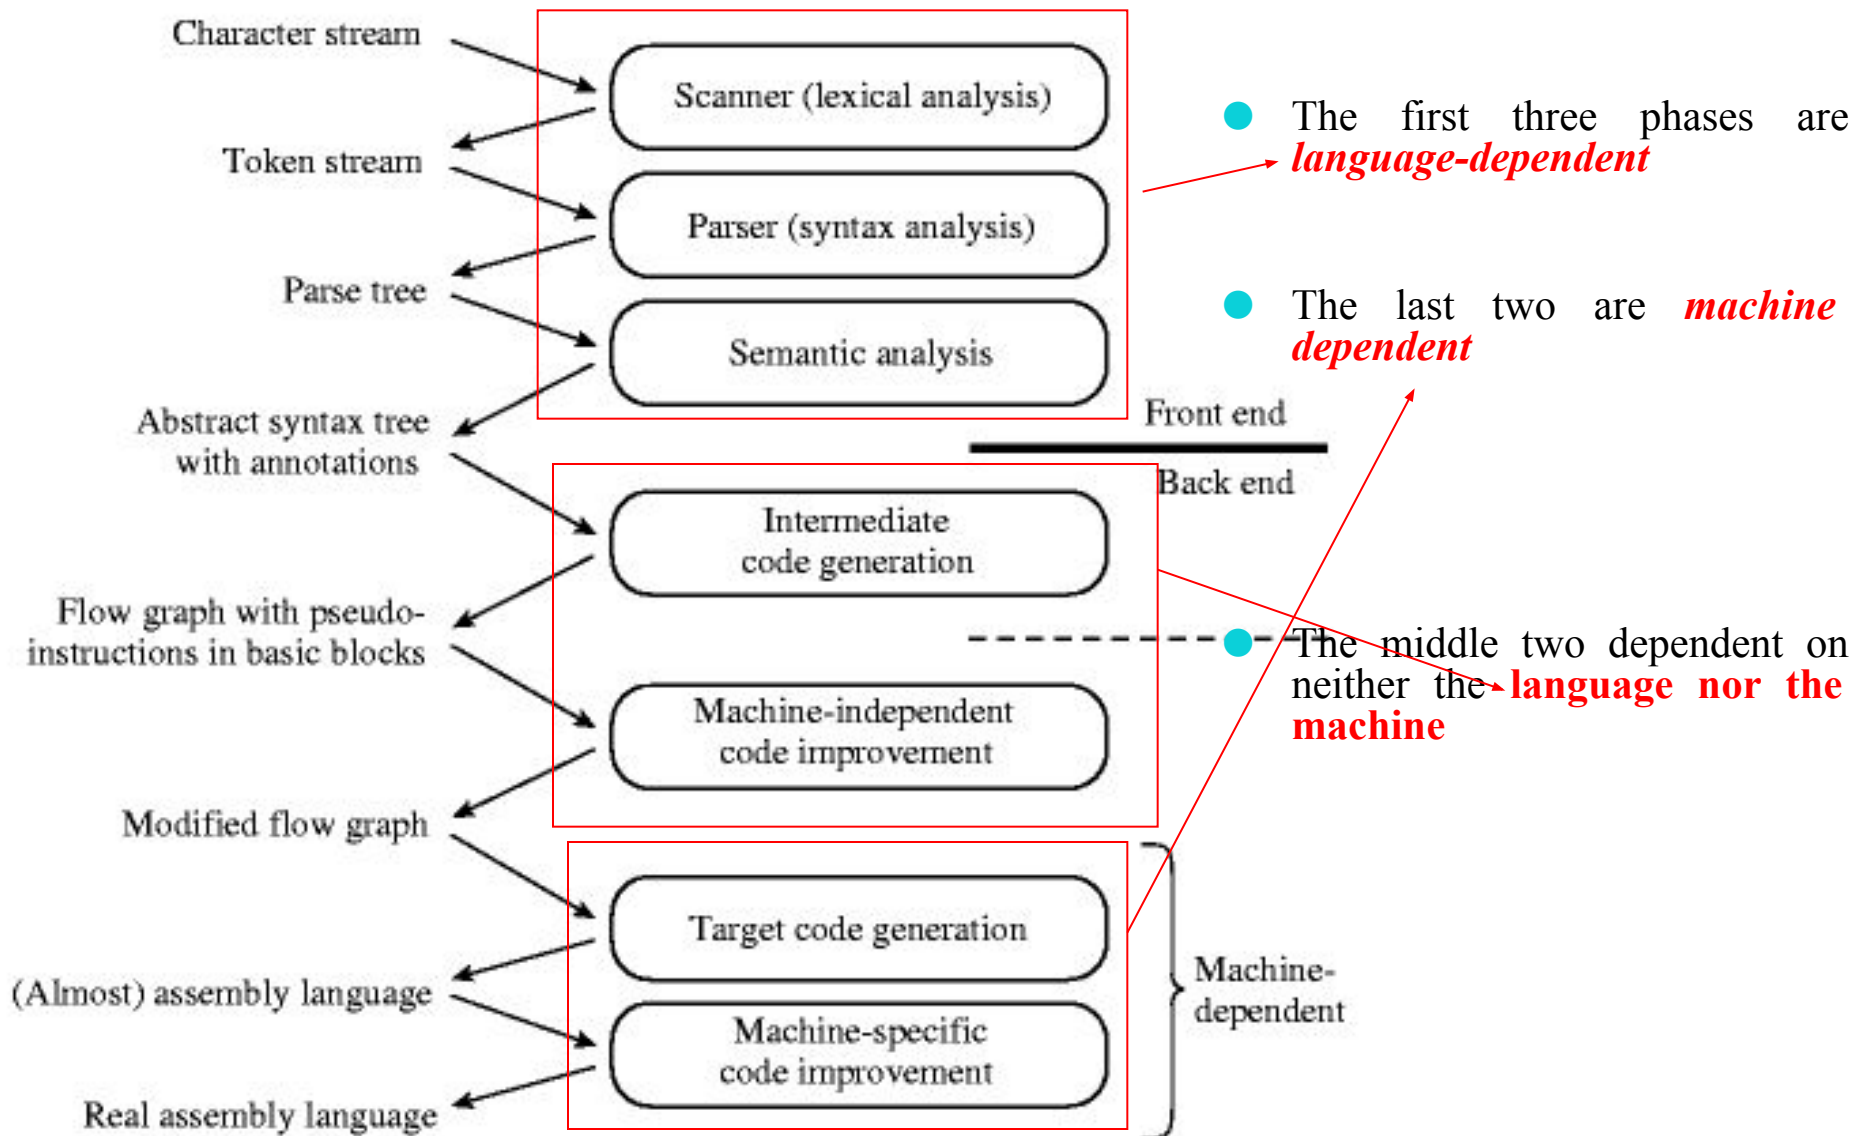 Character stream
Scanner (lexical analysis)
Token stream
Parser (syntax analysis)
Parse tree
Semantic analysis
Abstract syntax tree
with annotations
Front end
Back end
Intermediate
code generation
Flow graph with pseudo-
instructions in basic blocks
Machine-independent
code improvement
Modified flow graph
Target code generation
(Almost) assembly language
Machine-specific
code improvement
Real assembly language
Machine-
dependent
The first three phases are
language-dependent
The last two are machine
dependent
The middle two dependent on
neither the language nor the
machine